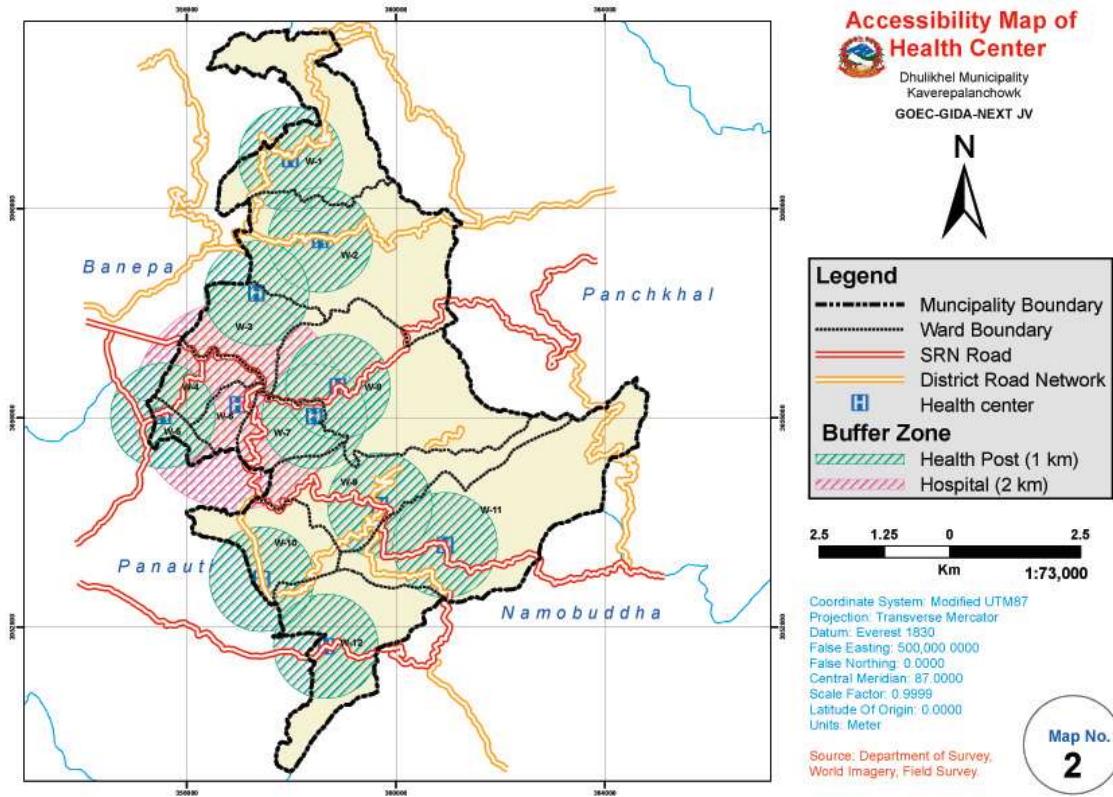 Accessibility Map of
Health Center
Dhulikhel Municipality
Kaverepalanchowk
GOEC-GIDA-NEXT JV
N
Legend
Muncipality Boundary
Ward Boundary
SRN Road
District Road Network
H Health center
Buffer Zone
Health Post (1 km)
Hospital (2 km)
2.5 1.25 0 2.5
Km 1:73,000
Coordinate System: Modified UTM87
Projection: Transverse Mercator
Datum: Everest 1830
False Easting: 500,000 0000
False Northing: 0.0000
Central Meridian: 87.0000
Scale Factor: 0.9999
Latitude Of Origin: 0.0000
Units: Meter
Source: Department of Survey,
World Imagery, Field Survey.
Map No.
2
W-1
W-2
Banepa
Panchkhal
W-3
W-4
W-8
W-7
W-9
W-11
W-10
Panauti
Namobuddha
W-12